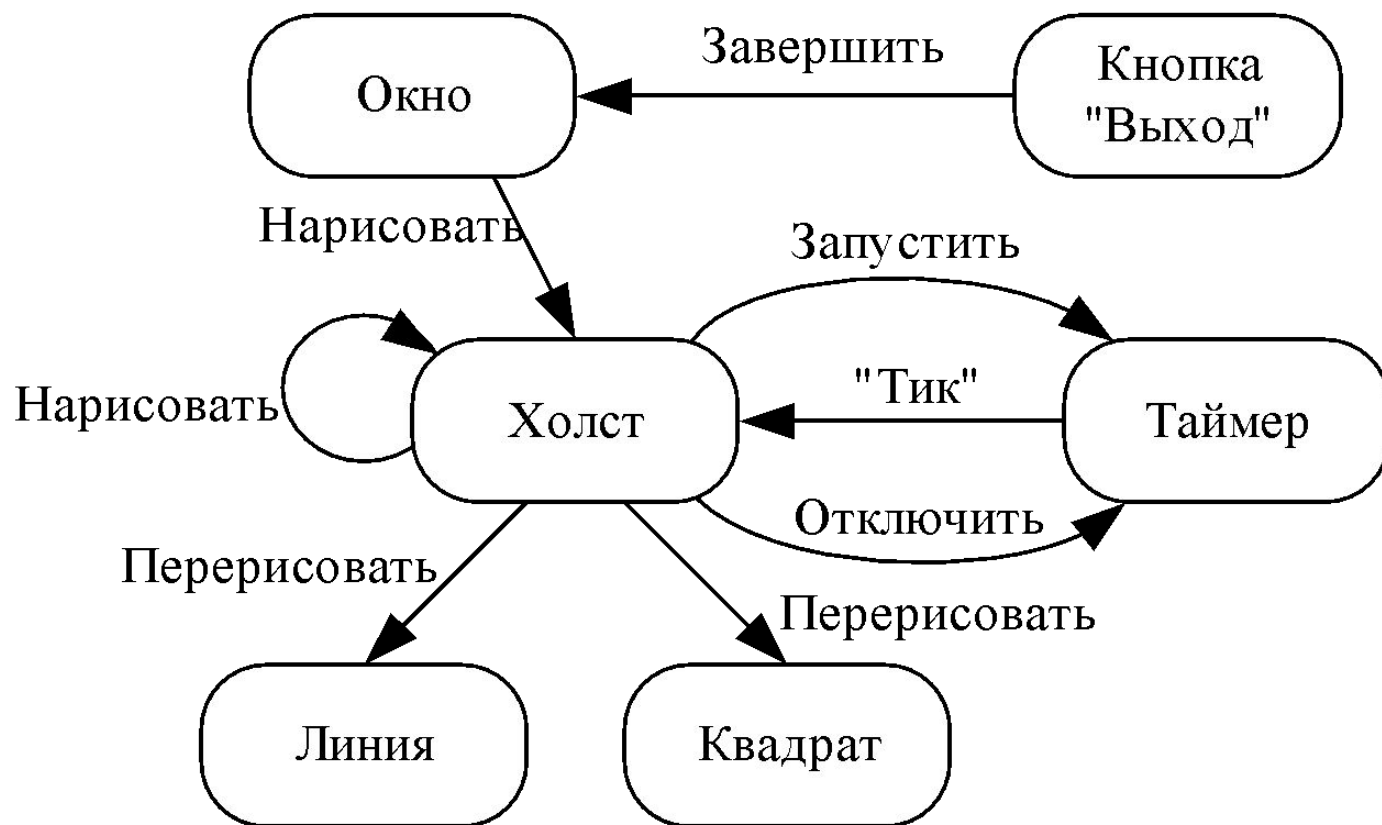 Завершить
Окно
Кнопка
"Выход"
Нарисовать
Запустить
"Тик"
Нарисовать
Холст
Таймер
Отключить
Перерисовать
Перерисовать
Линия
Квадрат